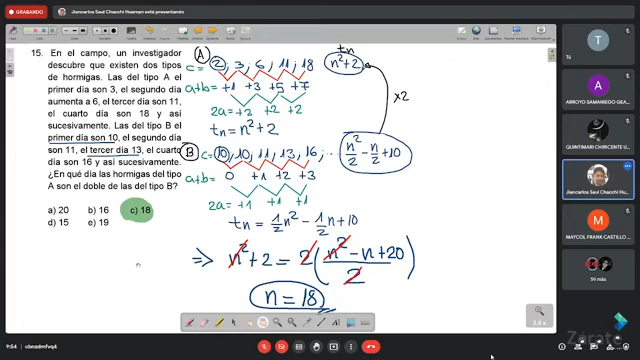 GRABANDO
Jiancarlos Saul Chacchi Huaman está presentando
15. En el campo, un investigador
descubre que existen dos tipos
de hormigas. Las del tipo A el
primer día son 3, el segundo día
aumenta a 6, el tercer día son 11,
el cuarto día son 18 y así
sucesivamente. Las del tipo B el
primer día son 10, el segundo día
son 11, el tercer día 13, el cuarto
día son 16 y así sucesivamente.
¿En qué día las hormigas del tipo
A son el doble de las del tipo B?
a) 20 b) 16 c) 18
d) 15 e) 19
A
c = 2, 3, 6, 11, 18
a+b = +1 +3 +5 +7
2a = +2 +2 +2
tn = n² + 2
B
c = 10, 10, 11, 13, 16, ...
a+b = 0 +1 +2 +3
2a = +1 +1 +1
tn = 1/2 n² - 1/2 n + 10
tn
n² + 2
×2
n²/2 - n/2 + 10
⇒ n² + 2 = 2 ( n² - n + 20 / 2 )
n = 18
2.6 x
Tú
A
ARROYO SAMANIEGO GEA
QUINTIMARI CHIRICENTE
Jiancarlos Saul Chacchi Hu
M
MAYCOL FRANK CASTILLO
59 más
9:54 | cbnadmfvq4
Zárate